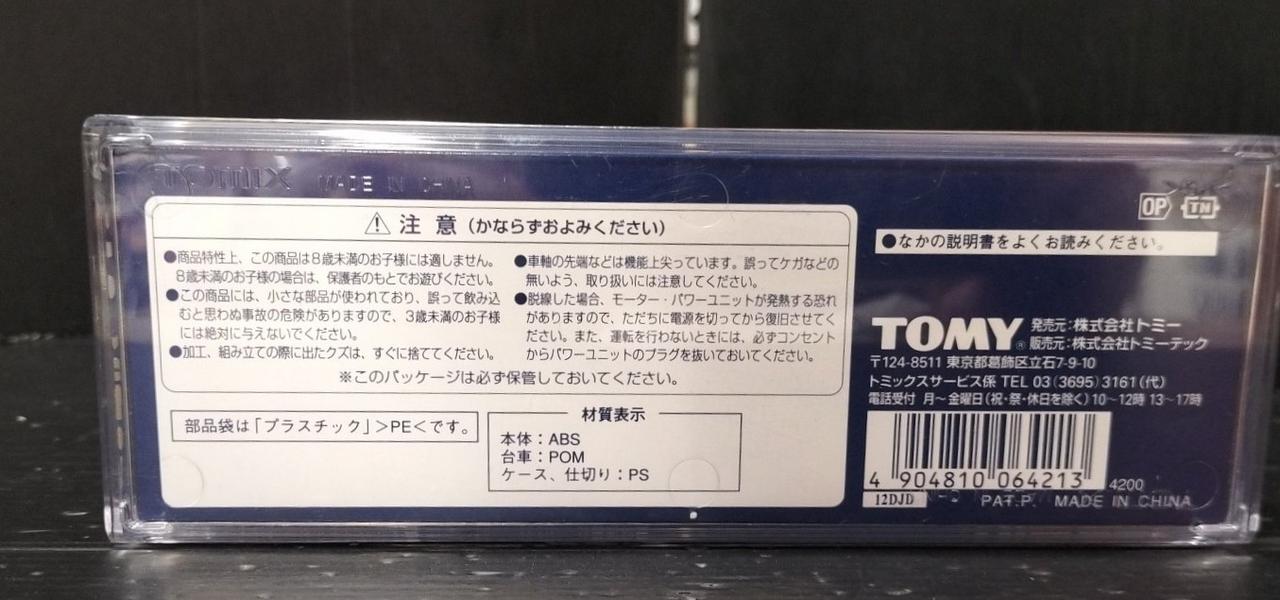 TOMIX MADE IN CHINA
注 意 (かならずおよみください)
●商品特性上、この商品は8歳未満のお子様には適しません。
8歳未満のお子様の場合は、保護者のもとでお遊びください。
●この商品には、小さな部品が使われており、誤って飲み込
むと思わぬ事故の危険がありますので、3歳未満のお子様
には絶対に与えないでください。
●加工、組み立ての際に出たクズは、すぐに捨ててください。
●車軸の先端などは機能上尖っています。誤ってケガなどの
無いよう、取り扱いには注意してください。
●脱線した場合、モーター・パワーユニットが発熱する恐れ
がありますので、ただちに電源を切ってから復旧させてく
ださい。また、運転を行わないときには、必ずコンセント
からパワーユニットのプラグを抜いておいてください。
※このパッケージは必ず保管しておいてください。
部品袋は「プラスチック」>PE<です。
材質表示
本体：ABS
台車：POM
ケース、仕切り：PS
OP TN
●なかの説明書をよくお読みください。
TOMY® 発売元：株式会社トミー
販売元：株式会社トミーテック
〒124-8511 東京都葛飾区立石7-9-10
トミックスサービス係 TEL 03(3695)3161(代)
電話受付 月〜金曜日(祝・祭・休日を除く)10〜12時 13〜17時
4 904810 064213
4200
12DJD
PAT.P. MADE IN CHINA